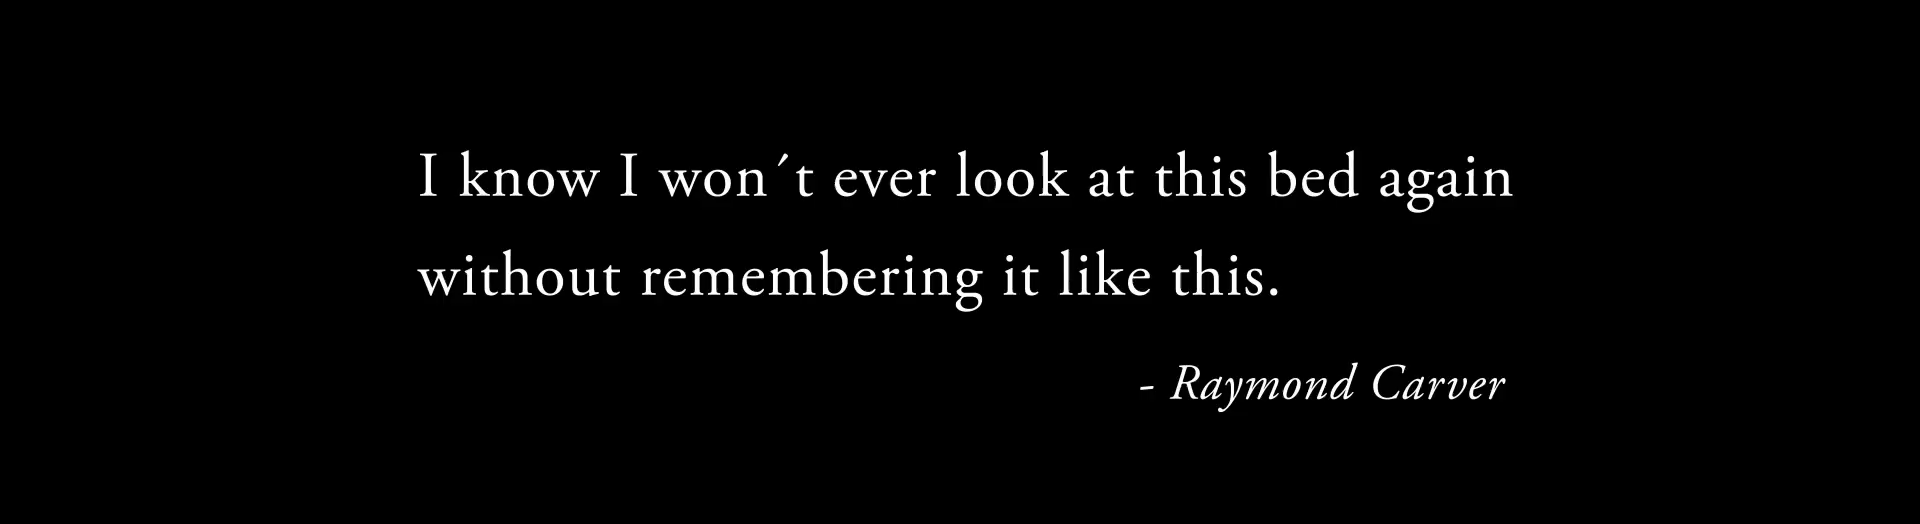 I know I won´t ever look at this bed again
without remembering it like this.
- Raymond Carver